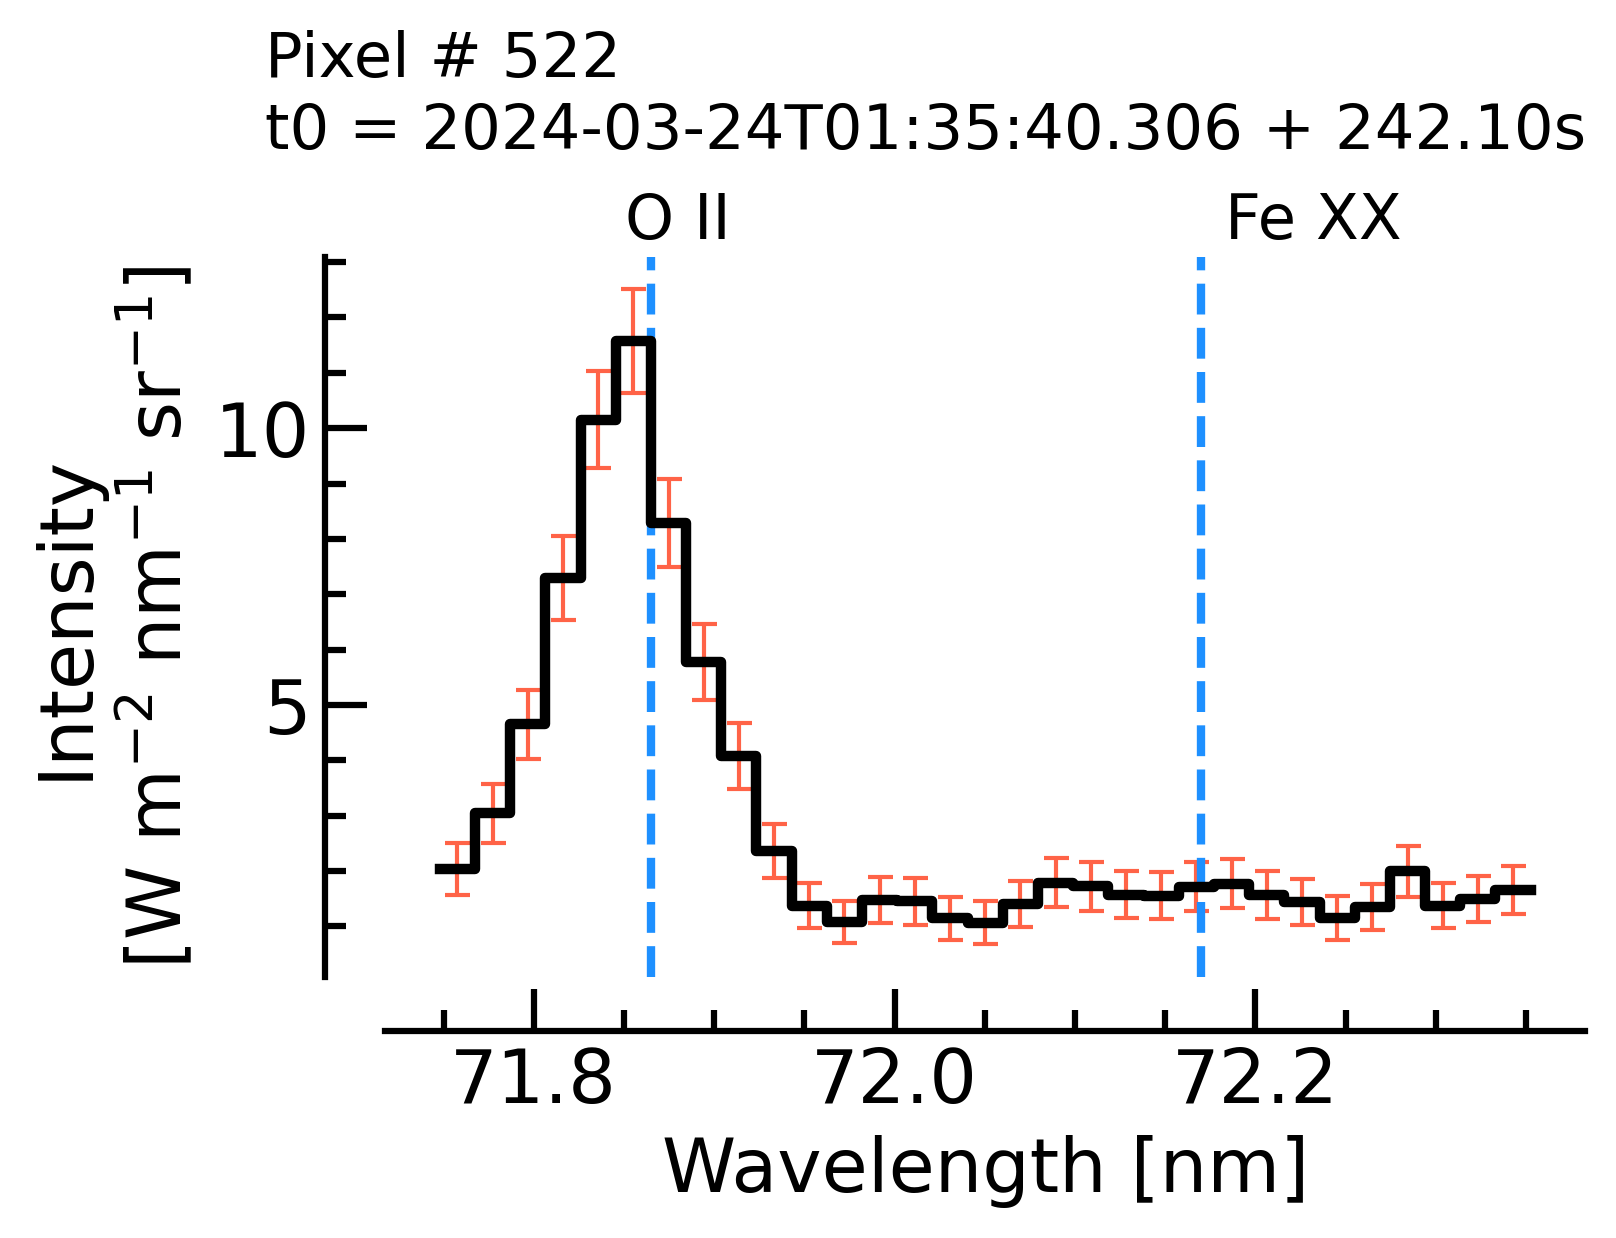 Pixel # 522
t0 = 2024-03-24T01:35:40.306 + 242.10s
O II
Fe XX
Intensity
[W m⁻² nm⁻¹ sr⁻¹]
10
5
71.8
72.0
72.2
Wavelength [nm]